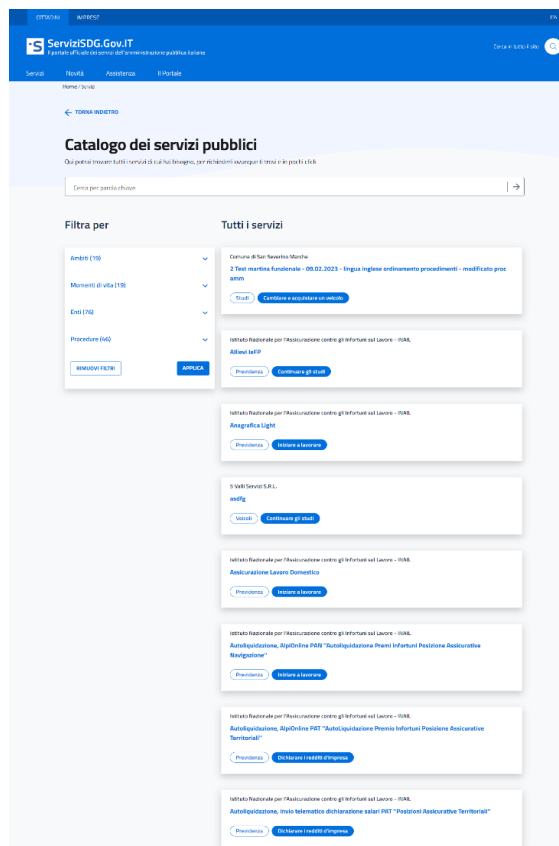 CITTADINI IMPRESE
ITA
ServiziSDG.Gov.IT
Il portale ufficiale dei servizi dell'amministrazione pubblica italiana
Cerca in tutto il sito
Servizi Novità Assistenza Il Portale
Home / Servizi
TORNA INDIETRO
Catalogo dei servizi pubblici
Qui potrai trovare tutti i servizi di cui hai bisogno, per richiederli ovunque ti trovi e in pochi click
Cerca per parola chiave
Filtra per
Ambiti (19)
Momenti di vita (19)
Enti (76)
Procedure (46)
RIMUOVI FILTRI APPLICA
Tutti i servizi
Comune di San Severino Marche
2 Test martina funzionale - 09.02.2023 - lingua inglese ordinamento procedimenti - modificato proc
amm
Studi Cambiare e acquistare un veicolo
Istituto Nazionale per l'Assicurazione contro gli Infortuni sul Lavoro - INAIL
Allievi IeFP
Previdenza Continuare gli studi
Istituto Nazionale per l'Assicurazione contro gli Infortuni sul Lavoro - INAIL
Anagrafica Light
Previdenza Iniziare a lavorare
5 Valli Servizi S.R.L.
asdfg
Veicoli Continuare gli studi
Istituto Nazionale per l'Assicurazione contro gli Infortuni sul Lavoro - INAIL
Assicurazione Lavoro Domestico
Previdenza Iniziare a lavorare
Istituto Nazionale per l'Assicurazione contro gli Infortuni sul Lavoro - INAIL
Autoliquidazione, AlpiOnline PAN "Autoliquidazione Premi Infortuni Posizione Assicurative
Navigazione"
Previdenza Iniziare a lavorare
Istituto Nazionale per l'Assicurazione contro gli Infortuni sul Lavoro - INAIL
Autoliquidazione, AlpiOnline PAT "AutoLiquidazione Premio Infortuni Posizione Assicurative
Territoriali"
Previdenza Dichiarare i redditi d'impresa
Istituto Nazionale per l'Assicurazione contro gli Infortuni sul Lavoro - INAIL
Autoliquidazione, Invio telematico dichiarazione salari PAT "Posizioni Assicurative Territoriali"
Previdenza Dichiarare i redditi d'impresa